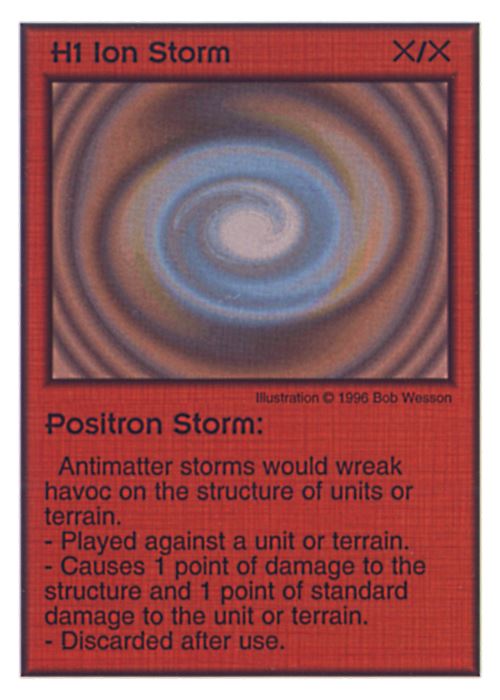 H1 Ion Storm X/X
Illustration © 1996 Bob Wesson
Positron Storm:
Antimatter storms would wreak
havoc on the structure of units or
terrain.
- Played against a unit or terrain.
- Causes 1 point of damage to the
structure and 1 point of standard
damage to the unit or terrain.
- Discarded after use.